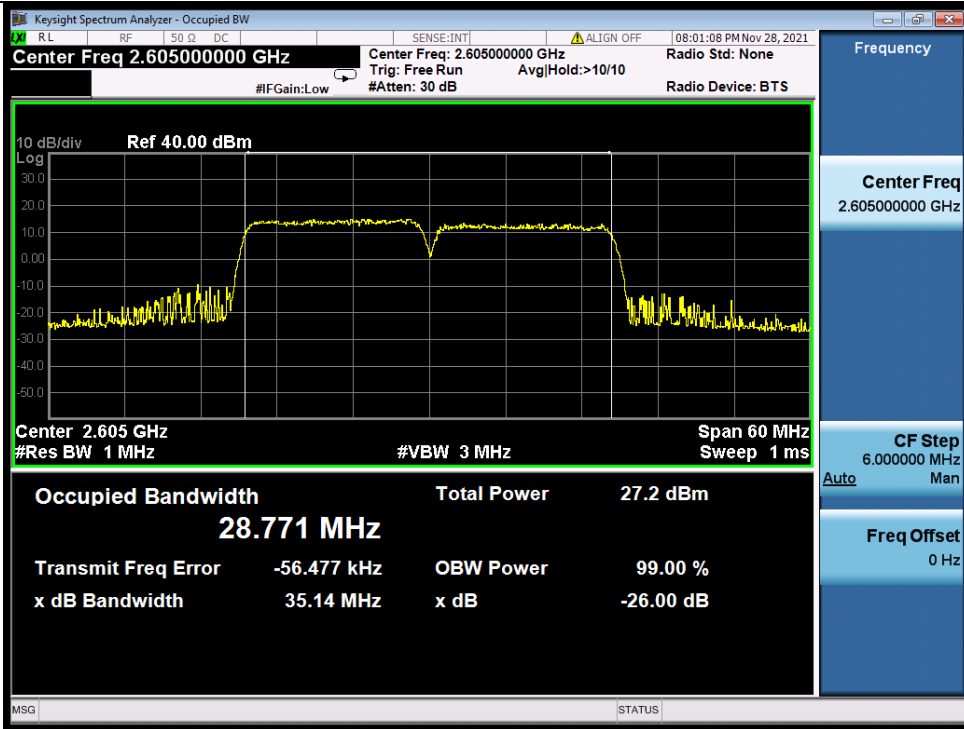 Keysight Spectrum Analyzer - Occupied BW
LXI RL RF 50 Ω DC SENSE:INT ALIGN OFF 08:01:08 PM Nov 28, 2021
Center Freq 2.605000000 GHz
Center Freq: 2.605000000 GHz
Radio Std: None
Trig: Free Run Avg|Hold:>10/10
#IFGain:Low
#Atten: 30 dB
Radio Device: BTS
10 dB/div Ref 40.00 dBm
Log
30.0
20.0
10.0
0.00
-10.0
-20.0
-30.0
-40.0
-50.0
Center 2.605 GHz
Span 60 MHz
#Res BW 1 MHz
#VBW 3 MHz
Sweep 1 ms
Occupied Bandwidth
28.771 MHz
Total Power 27.2 dBm
Transmit Freq Error -56.477 kHz
OBW Power 99.00 %
x dB Bandwidth 35.14 MHz
x dB -26.00 dB
MSG
STATUS
Frequency
Center Freq
2.605000000 GHz
CF Step
6.000000 MHz
Auto Man
Freq Offset
0 Hz